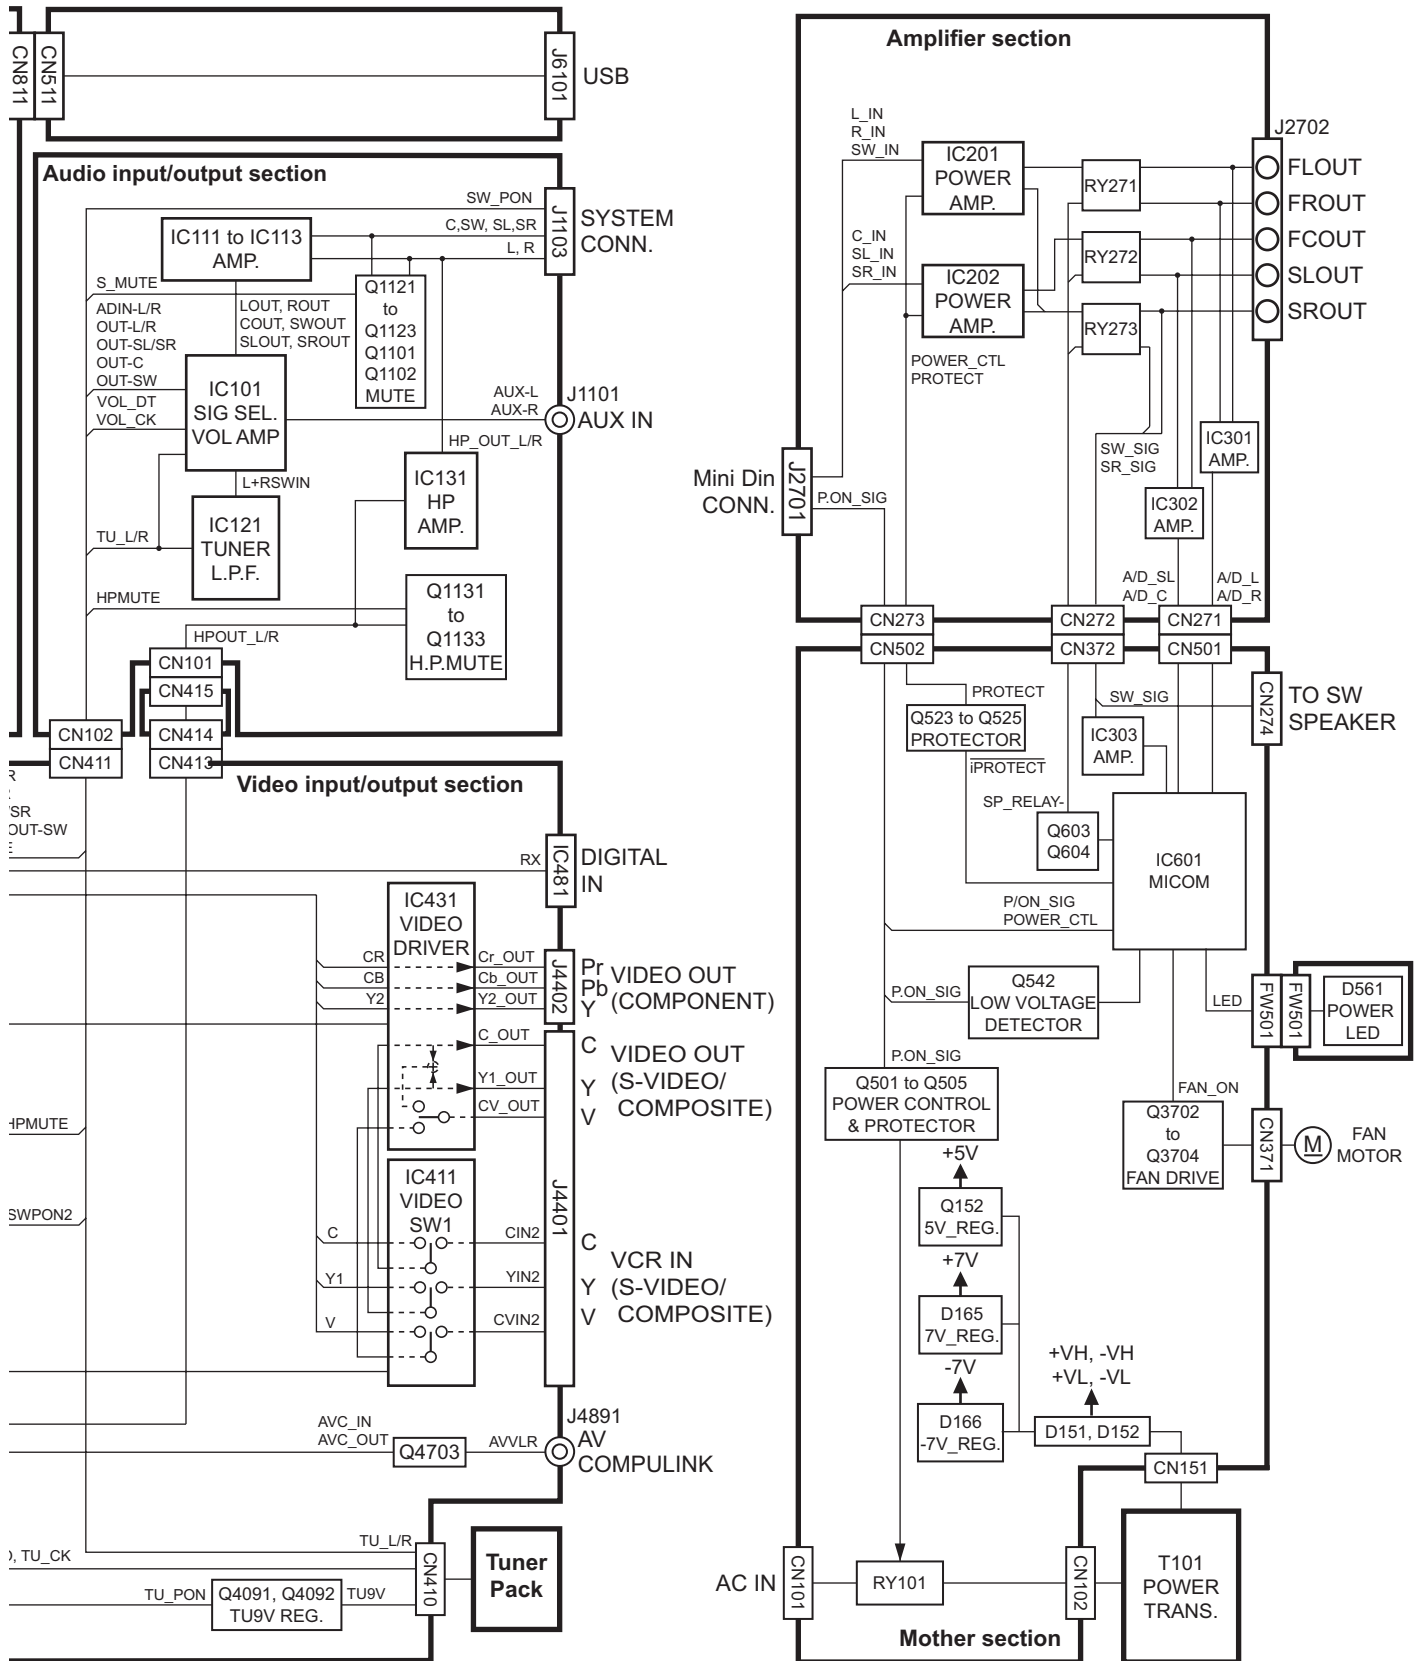 CN811
CN511
J6101
USB
Audio input/output section
SW_PON
C,SW, SL,SR
L, R
J1103
SYSTEM
CONN.
IC111 to IC113
AMP.
S_MUTE
ADIN-L/R
OUT-L/R
OUT-SL/SR
OUT-C
OUT-SW
VOL_DT
VOL_CK
LOUT, ROUT
COUT, SWOUT
SLOUT, SROUT
Q1121
to
Q1123
Q1101
Q1102
MUTE
IC101
SIG SEL.
VOL AMP
AUX-L
AUX-R
J1101
AUX IN
HP_OUT_L/R
L+RSWIN
IC131
HP
AMP.
IC121
TUNER
L.P.F.
TU_L/R
HPMUTE
Q1131
to
Q1133
H.P.MUTE
HPOUT_L/R
CN101
CN415
CN102
CN414
CN411
CN413
Video input/output section
R
/SR
OUT-SW
E
RX
IC481
DIGITAL
IN
IC431
VIDEO
DRIVER
CR
CB
Y2
Cr_OUT
Cb_OUT
Y2_OUT
J4402
Pr
Pb
Y
VIDEO OUT
(COMPONENT)
C_OUT
Y1_OUT
CV_OUT
C
Y
V
VIDEO OUT
(S-VIDEO/
COMPOSITE)
HPMUTE
IC411
VIDEO
SW1
J4401
SWPON2
C
Y1
V
CIN2
YIN2
CVIN2
C
Y
V
VCR IN
(S-VIDEO/
COMPOSITE)
AVC_IN
AVC_OUT
Q4703
AVVLR
J4891
AV
COMPULINK
TU_L/R
, TU_CK
TU_PON
Q4091, Q4092
TU9V REG.
TU9V
CN410
Tuner
Pack
Amplifier section
L_IN
R_IN
SW_IN
IC201
POWER
AMP.
RY271
J2702
FLOUT
FROUT
FCOUT
SLOUT
SROUT
C_IN
SL_IN
SR_IN
IC202
POWER
AMP.
RY272
RY273
POWER_CTL
PROTECT
Mini Din
CONN.
J2701
P.ON_SIG
SW_SIG
SR_SIG
IC301
AMP.
IC302
AMP.
A/D_SL
A/D_C
A/D_L
A/D_R
CN273
CN272
CN271
CN502
CN372
CN501
PROTECT
Q523 to Q525
PROTECTOR
iPROTECT
SW_SIG
CN274
TO SW
SPEAKER
IC303
AMP.
SP_RELAY-
Q603
Q604
IC601
MICOM
P/ON_SIG
POWER_CTL
P.ON_SIG
Q542
LOW VOLTAGE
DETECTOR
LED
FW501
FW501
D561
POWER
LED
P.ON_SIG
Q501 to Q505
POWER CONTROL
& PROTECTOR
FAN_ON
Q3702
to
Q3704
FAN DRIVE
CN371
M
FAN
MOTOR
+5V
Q152
5V_REG.
+7V
D165
7V_REG.
-7V
D166
-7V_REG.
+VH, -VH
+VL, -VL
D151, D152
CN151
AC IN
CN101
RY101
CN102
T101
POWER
TRANS.
Mother section